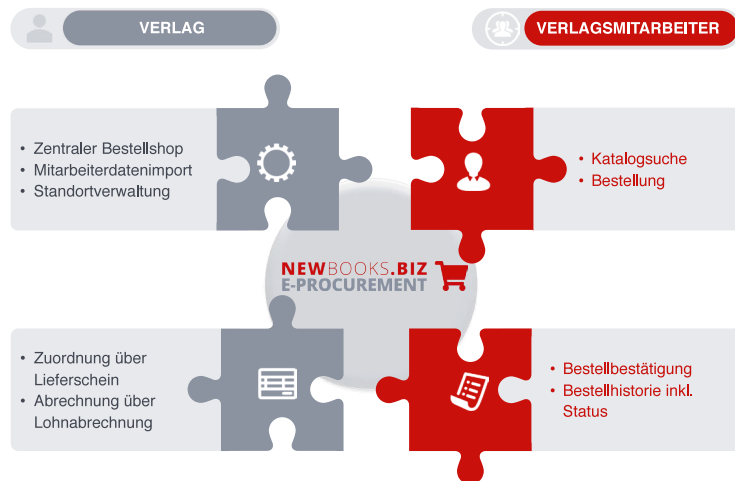 VERLAG
VERLAGSMITARBEITER
• Zentraler Bestellshop
• Mitarbeiterdatenimport
• Standortverwaltung
• Katalogsuche
• Bestellung
NEWBOOKS.BIZ
E-PROCUREMENT
• Zuordnung über
Lieferschein
• Abrechnung über
Lohnabrechnung
• Bestellbestätigung
• Bestellhistorie inkl.
Status